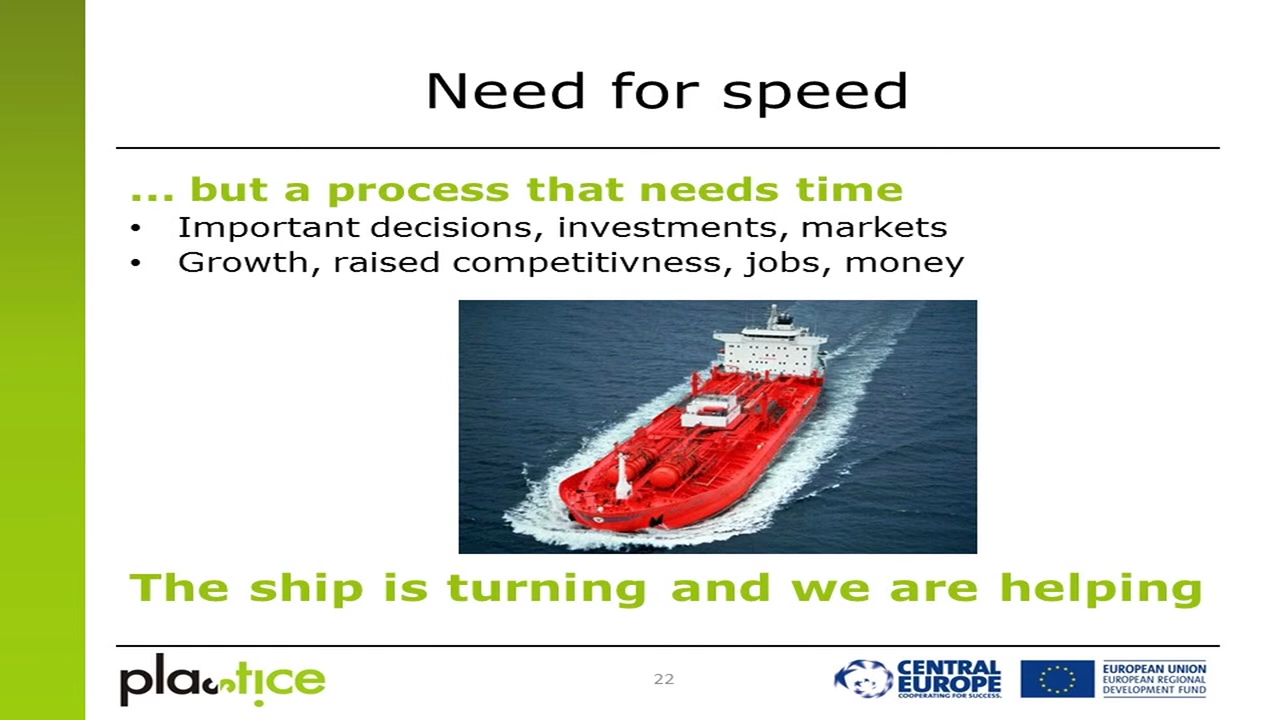 Need for speed
... but a process that needs time
• Important decisions, investments, markets
• Growth, raised competitivness, jobs, money
The ship is turning and we are helping
plastice
22
CENTRAL
EUROPE
COOPERATING FOR SUCCESS.
EUROPEAN UNION
EUROPEAN REGIONAL
DEVELOPMENT FUND